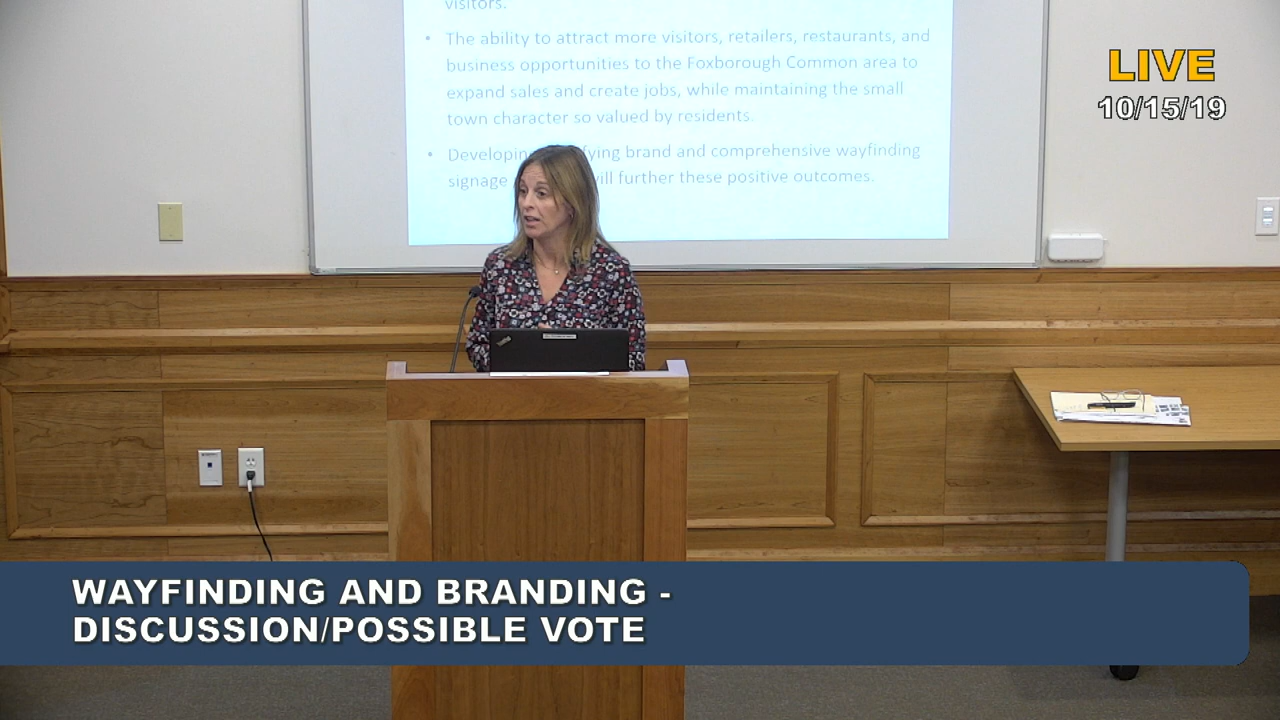 visitors.
• The ability to attract more visitors, retailers, restaurants, and
business opportunities to the Foxborough Common area to
expand sales and create jobs, while maintaining the small
town character so valued by residents.
• Developing fying brand and comprehensive wayfinding
signage will further these positive outcomes.
LIVE
10/15/19
WAYFINDING AND BRANDING -
DISCUSSION/POSSIBLE VOTE